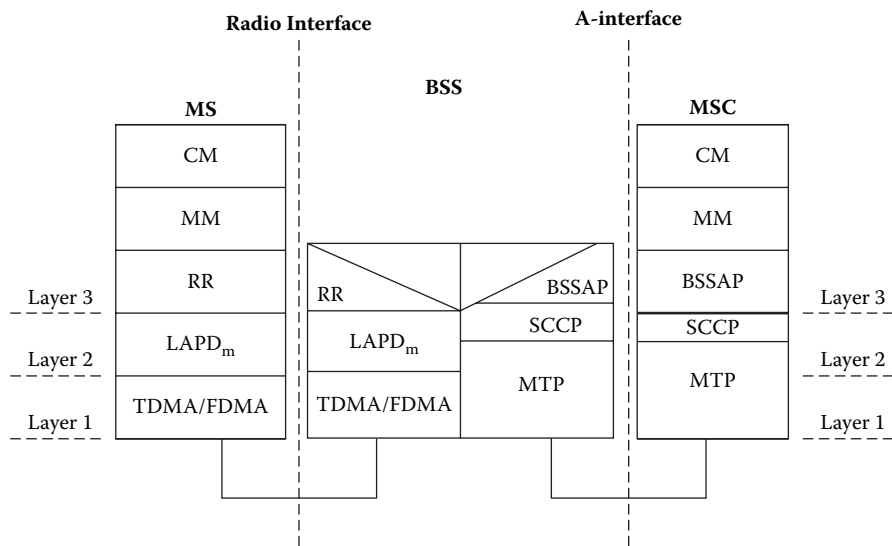 Radio Interface
A-interface
BSS
MS
MSC
CM
CM
MM
MM
RR
RR
BSSAP
BSSAP
Layer 3
Layer 3
SCCP
SCCP
LAPDm
LAPDm
Layer 2
Layer 2
MTP
MTP
TDMA/FDMA
TDMA/FDMA
Layer 1
Layer 1